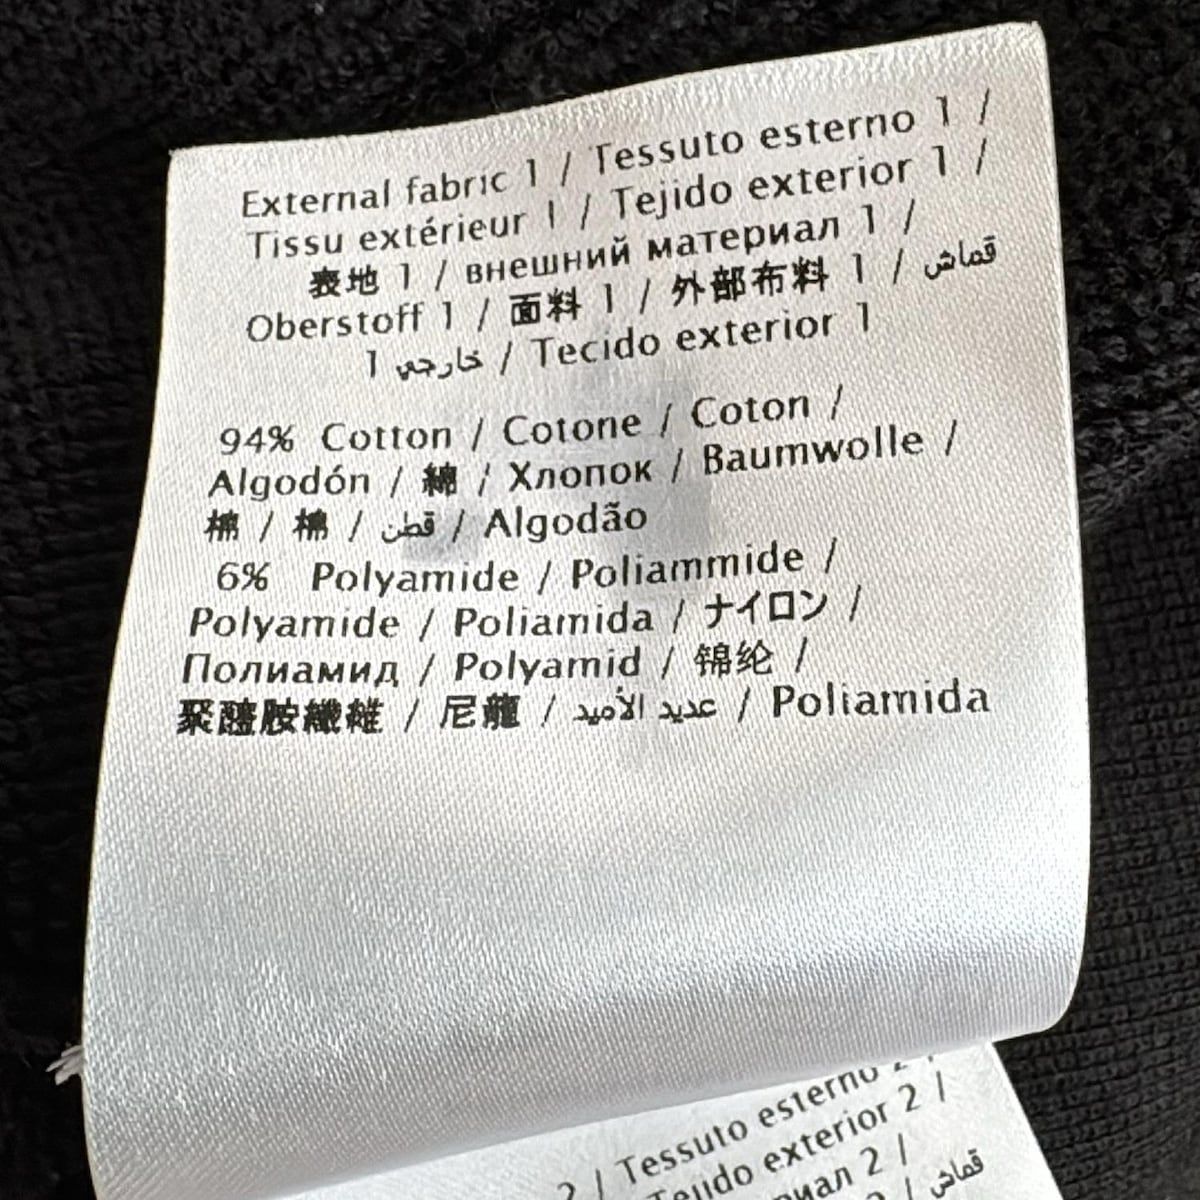 External fabric 1 / Tessuto esterno 1 /
Tissu extérieur 1 / Tejido exterior 1 /
表地 1 / внешний материал 1 /
Oberstoff 1 / 面料 1 / 外部布料 1 / قماش
خارجي 1 / Tecido exterior 1
94% Cotton / Cotone / Coton /
Algodón / 綿 / Хлопок / Baumwolle /
棉 / 棉 / قطن / Algodão
6% Polyamide / Poliammide /
Polyamide / Poliamida / ナイロン /
Полиамид / Polyamid / 锦纶 /
聚醯胺纖維 / 尼龍 / عديد الأميد / Poliamida
2 / Tessuto esterno 2 /
Tejido exterior 2 /
2 /
قماش